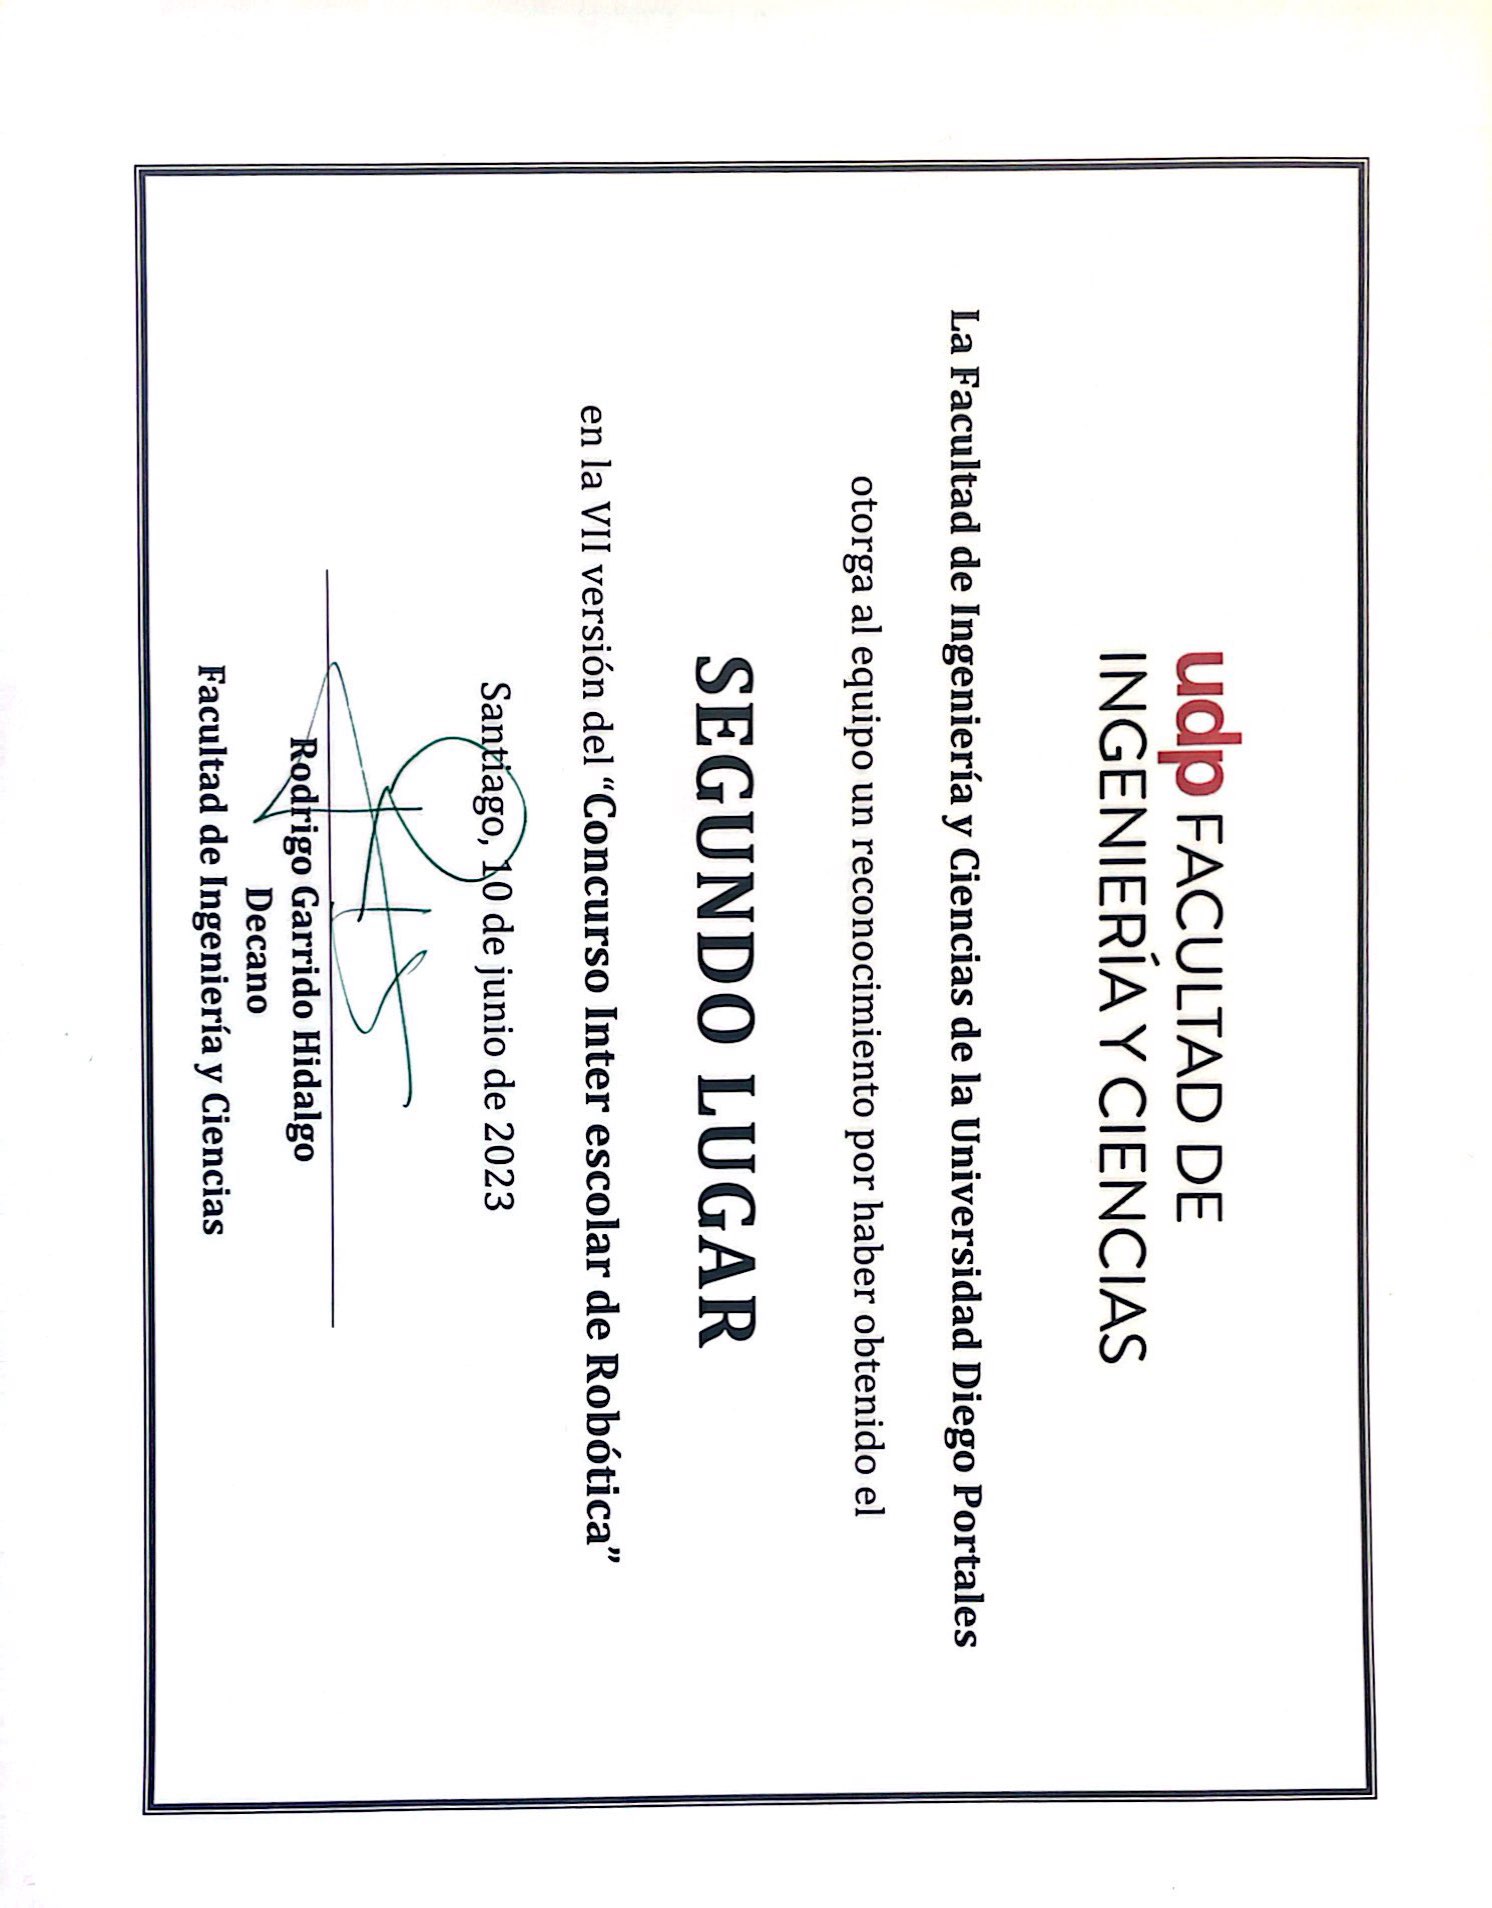 udp FACULTAD DE
INGENIERÍA Y CIENCIAS
La Facultad de Ingeniería y Ciencias de la Universidad Diego Portales
otorga al equipo un reconocimiento por haber obtenido el
SEGUNDO LUGAR
en la VII versión del “Concurso Inter escolar de Robótica”
Santiago, 10 de junio de 2023
Rodrigo Garrido Hidalgo
Decano
Facultad de Ingeniería y Ciencias